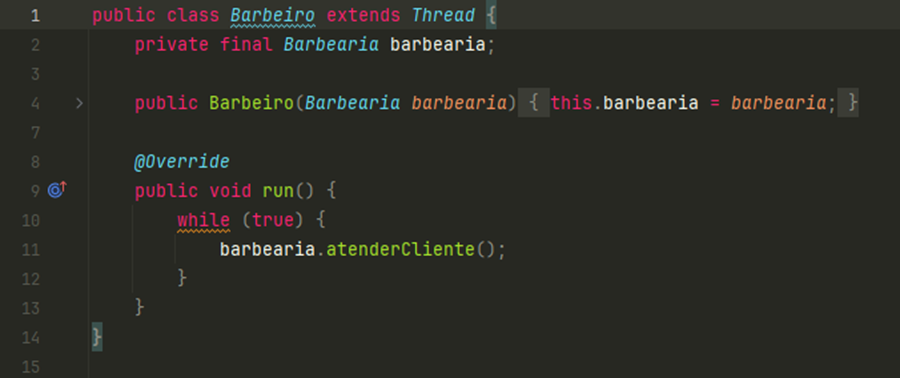 1 public class Barbeiro extends Thread {
2 private final Barbearia barbearia;
3
4 public Barbeiro(Barbearia barbearia) { this.barbearia = barbearia; }
7
8 @Override
9 public void run() {
10 while (true) {
11 barbearia.atenderCliente();
12 }
13 }
14 }
15